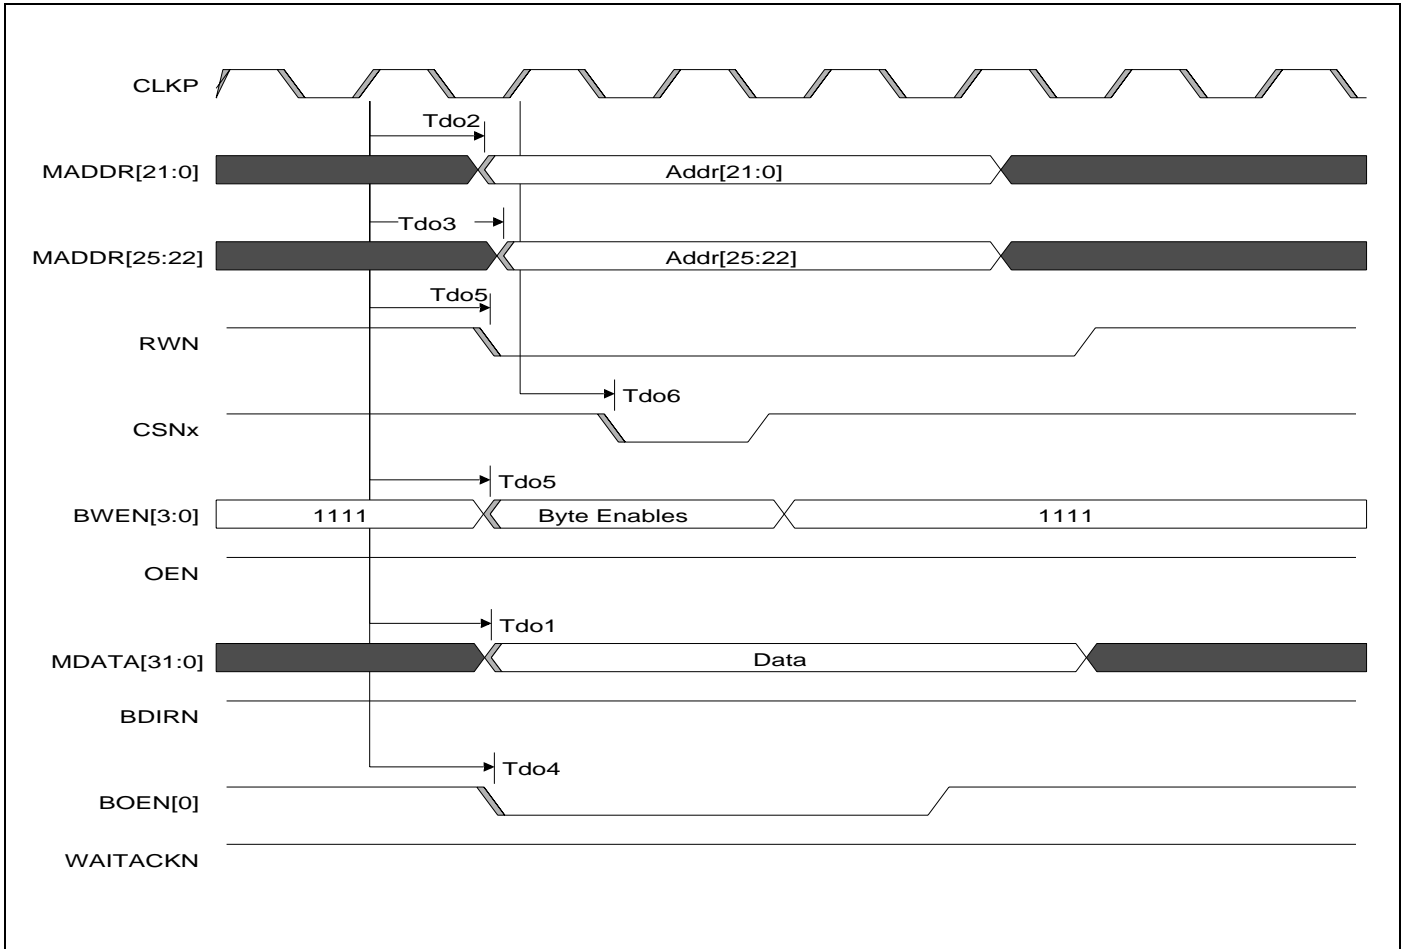 CLKP
Tdo2
MADDR[21:0] Addr[21:0]
Tdo3
MADDR[25:22] Addr[25:22]
Tdo5
RWN
Tdo6
CSNx
Tdo5
BWEN[3:0] 1111 Byte Enables 1111
OEN
Tdo1
MDATA[31:0] Data
BDIRN
Tdo4
BOEN[0]
WAITACKN